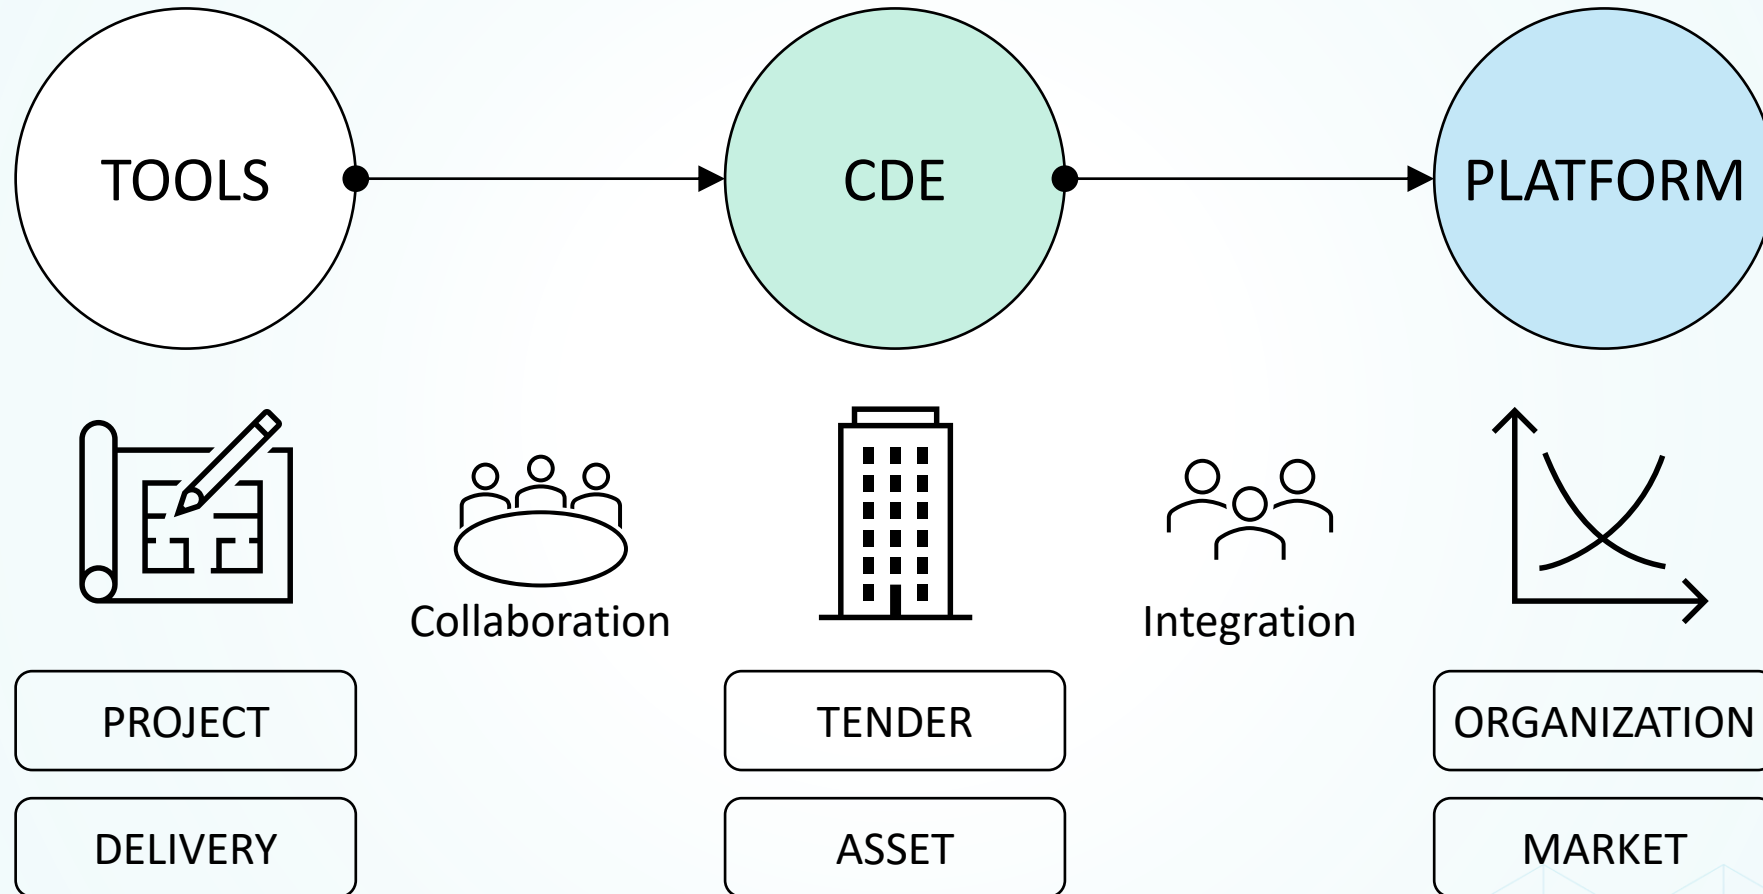 TOOLS
CDE
PLATFORM
Collaboration
Integration
PROJECT
TENDER
ORGANIZATION
DELIVERY
ASSET
MARKET